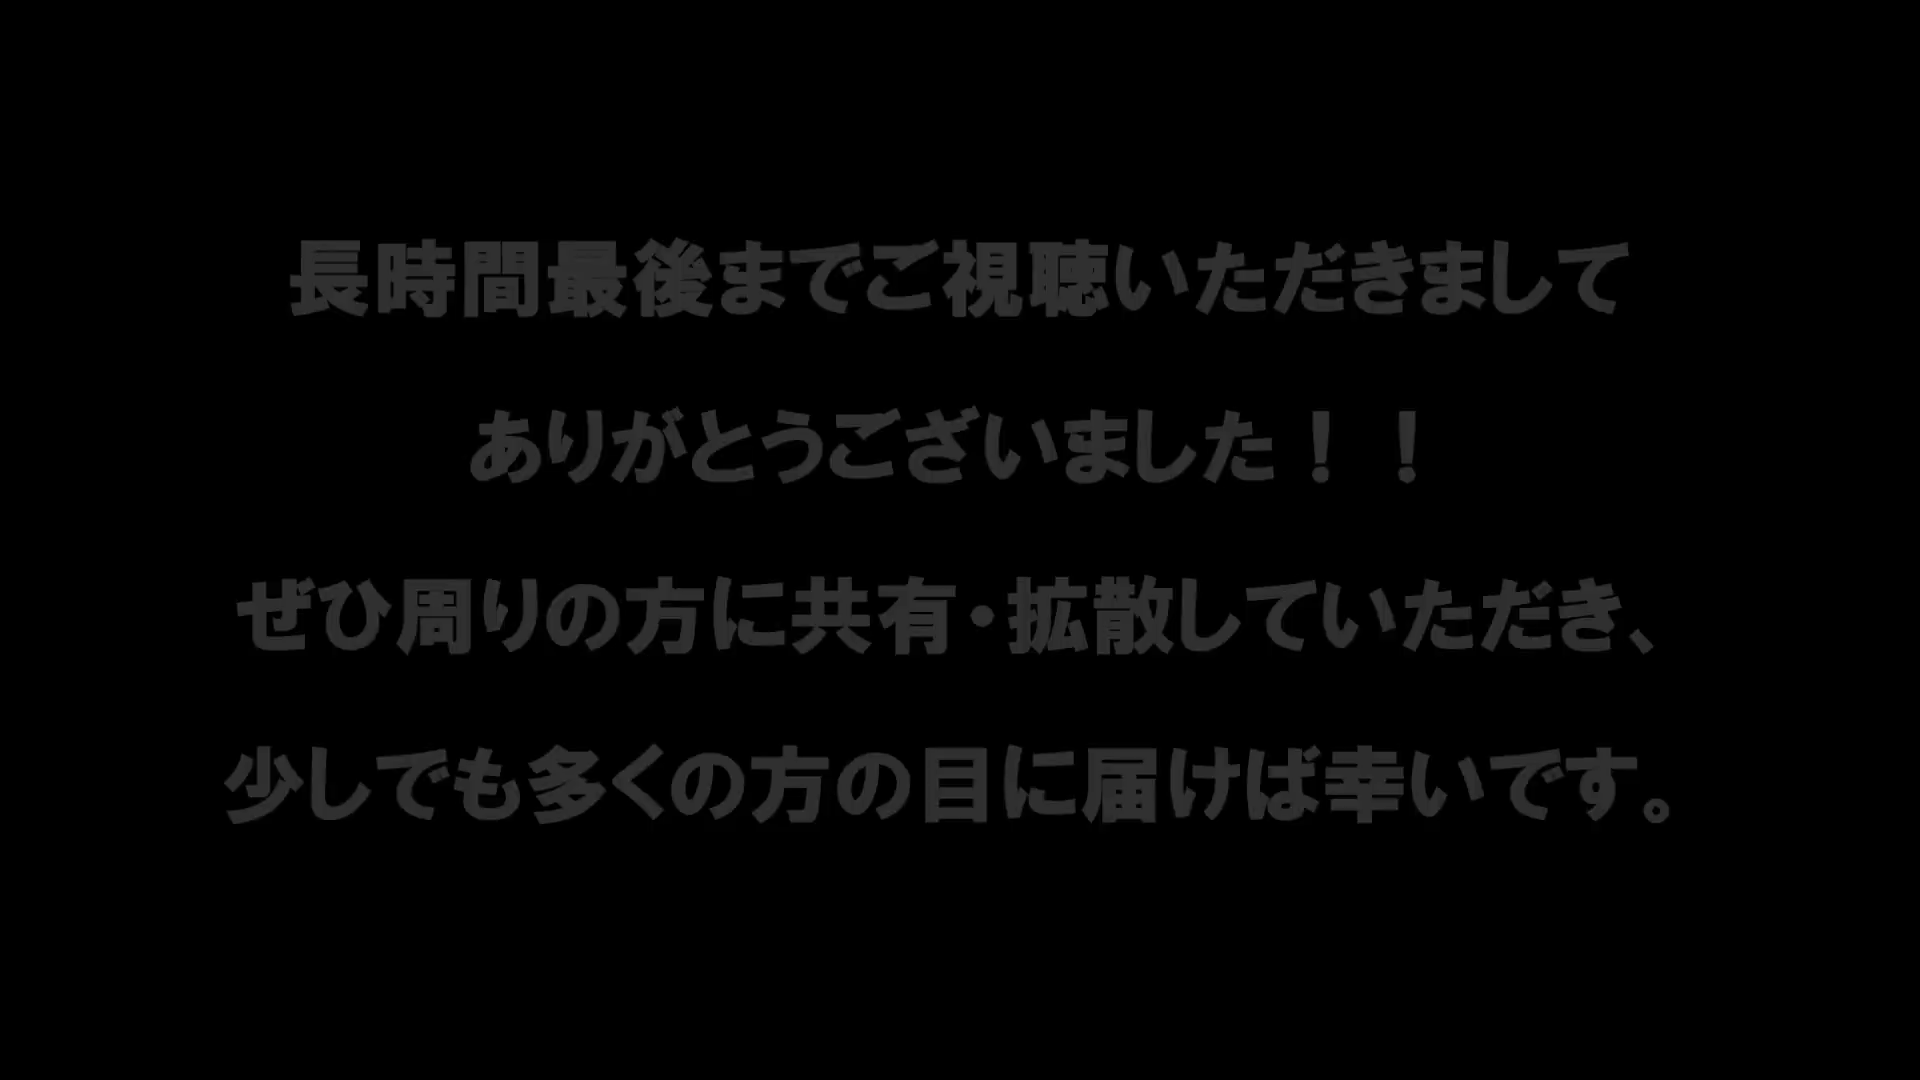 長時間最後までご視聴いただきまして
ありがとうございました！！
ぜひ周りの方に共有・拡散していただき、
少しでも多くの方の目に届けば幸いです。